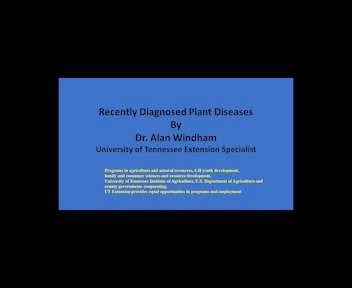 Recently Diagnosed Plant Diseases
By
Dr. Alan Windham
University of Tennessee Extension Specialist
Programs in agriculture and natural resources, 4-H youth development,
family and consumer sciences and resource development.
University of Tennessee Institute of Agriculture, U.S. Department of Agriculture and
county governments cooperating.
UT Extension provides equal opportunities in programs and employment